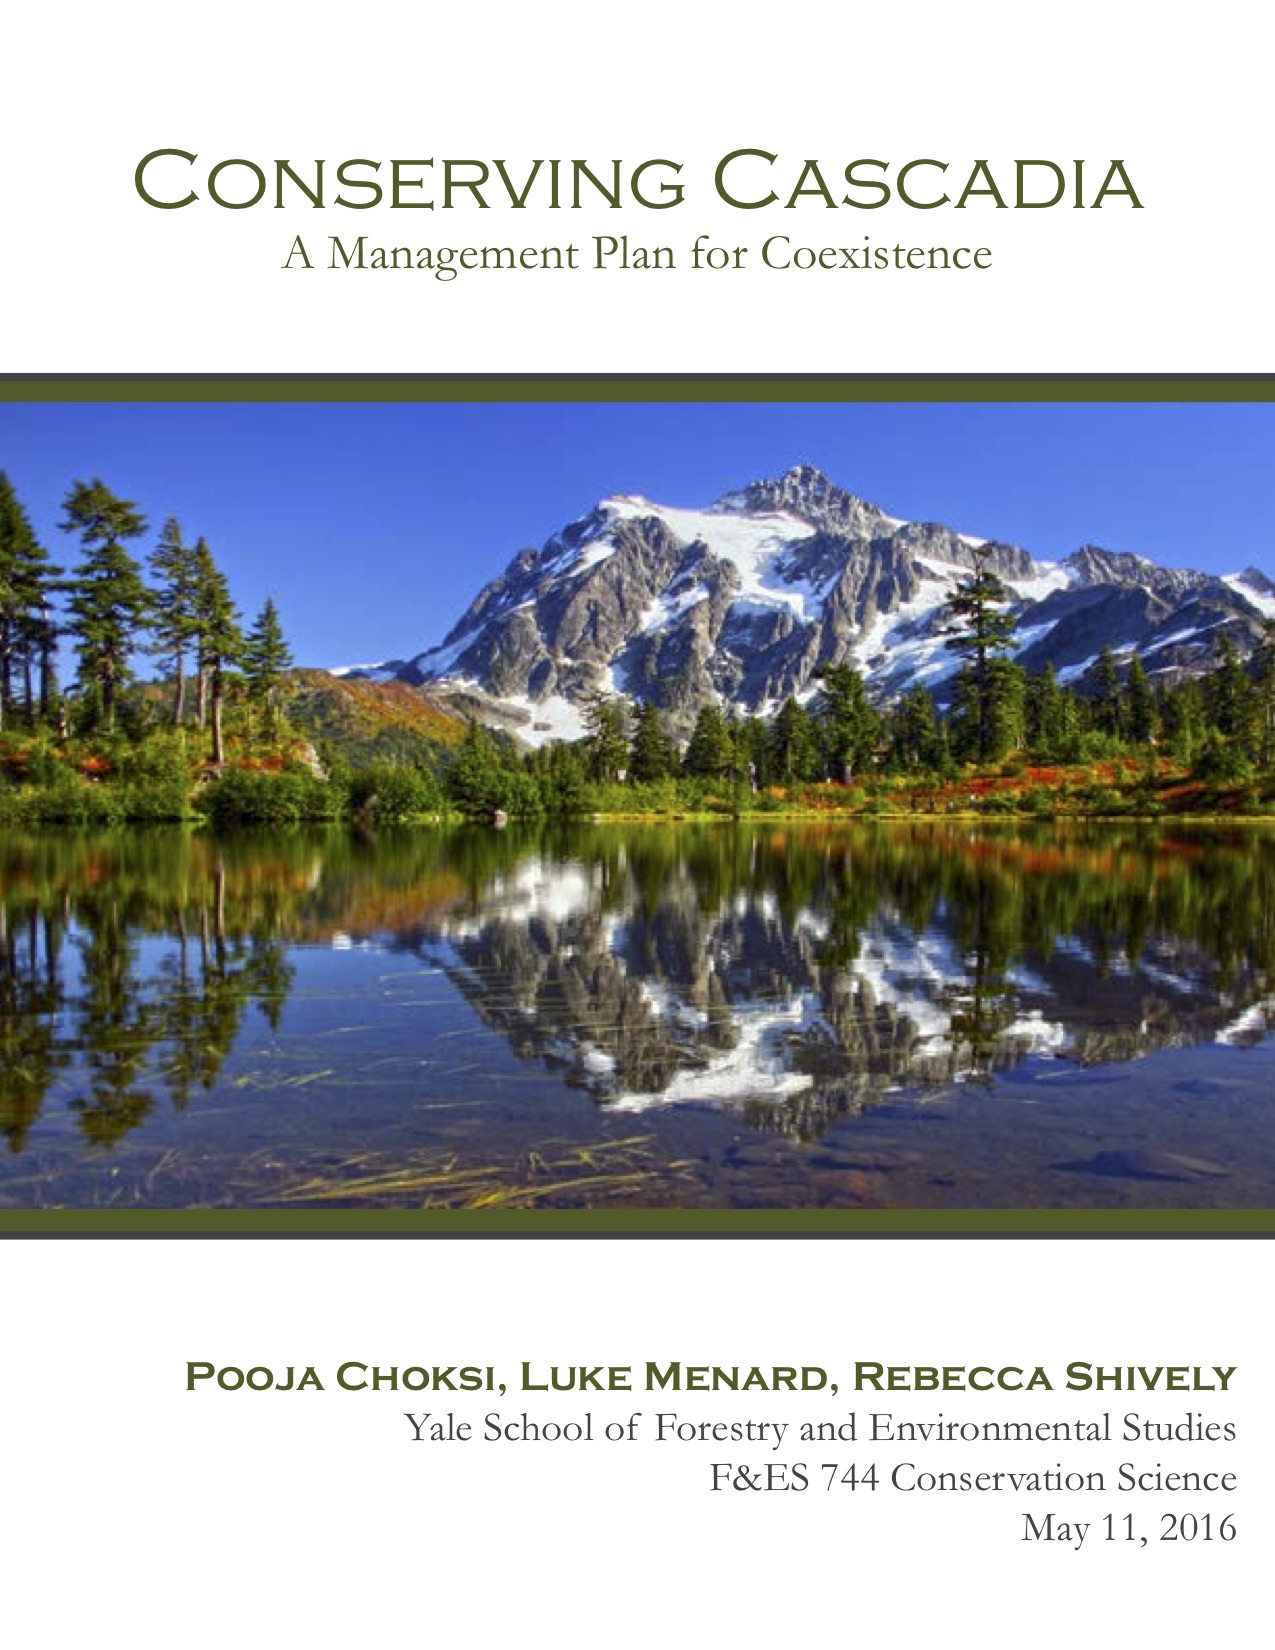 Conserving Cascadia
A Management Plan for Coexistence
Pooja Choksi, Luke Menard, Rebecca Shively
Yale School of Forestry and Environmental Studies
F&ES 744 Conservation Science
May 11, 2016